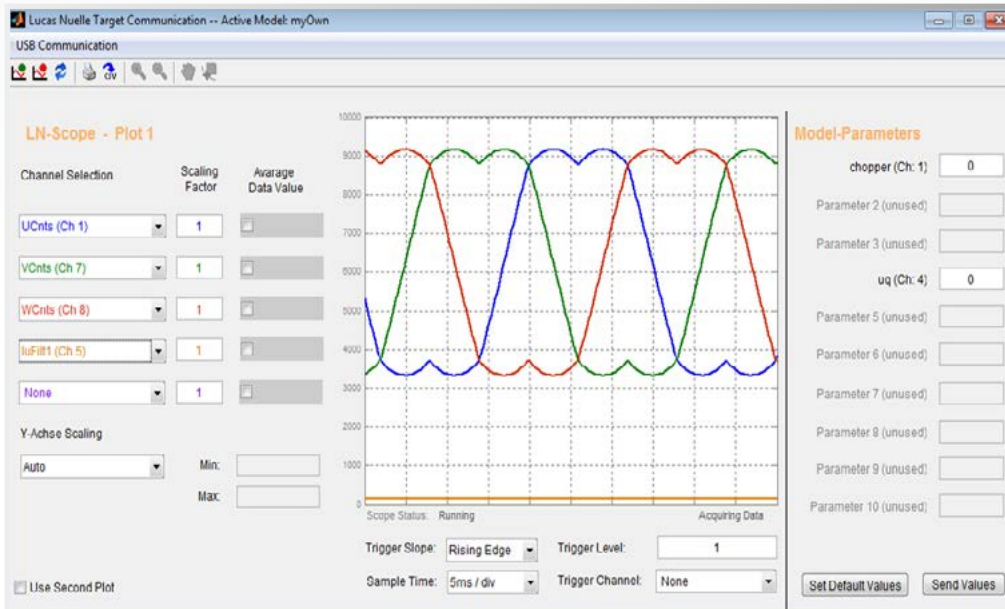 Lucas Nuelle Target Communication -- Active Model: myOwn
USB Communication
csv
LN-Scope - Plot 1
Channel Selection
Scaling Factor
Avarage Data Value
UCnts (Ch 1)
1
VCnts (Ch 7)
1
WCnts (Ch 8)
1
IuFilt1 (Ch 5)
1
None
1
Y-Achse Scaling
Auto
Min:
Max:
Use Second Plot
10000
9000
8000
7000
6000
5000
4000
3000
2000
1000
0
Scope Status: Running
Acquiring Data
Trigger Slope: Rising Edge
Trigger Level: 1
Sample Time: 5ms / div
Trigger Channel: None
Model-Parameters
chopper (Ch: 1) 0
Parameter 2 (unused)
Parameter 3 (unused)
uq (Ch: 4) 0
Parameter 5 (unused)
Parameter 6 (unused)
Parameter 7 (unused)
Parameter 8 (unused)
Parameter 9 (unused)
Parameter 10 (unused)
Set Default Values
Send Values